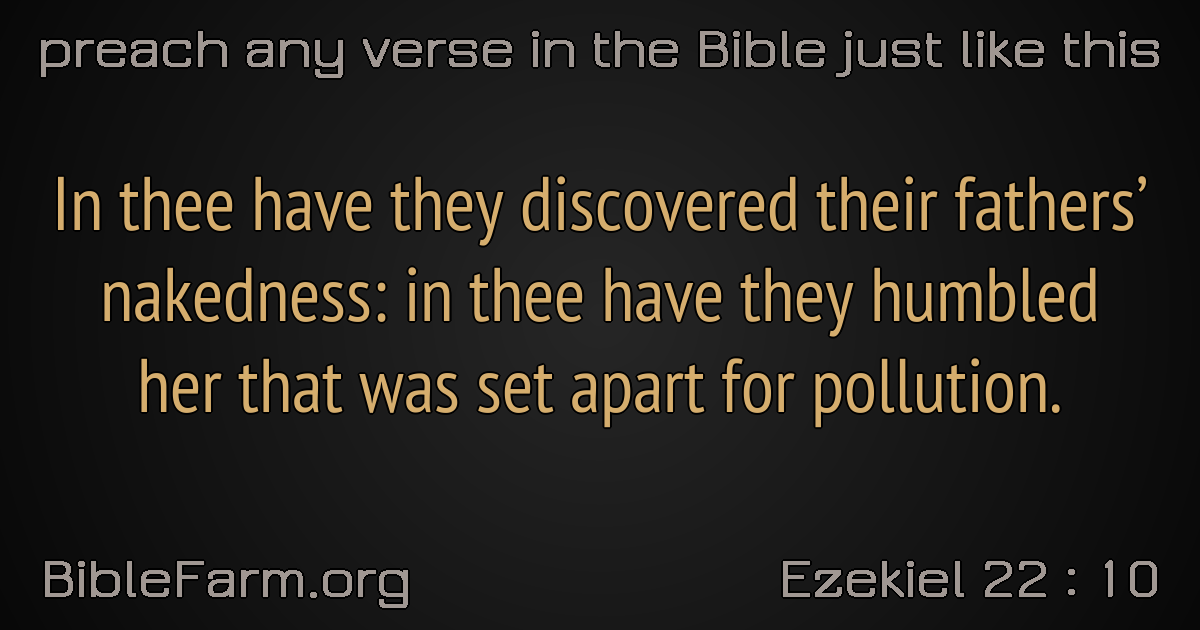 preach any verse in the Bible just like this
In thee have they discovered their fathers’
nakedness: in thee have they humbled
her that was set apart for pollution.
BibleFarm.org
Ezekiel 22 : 10